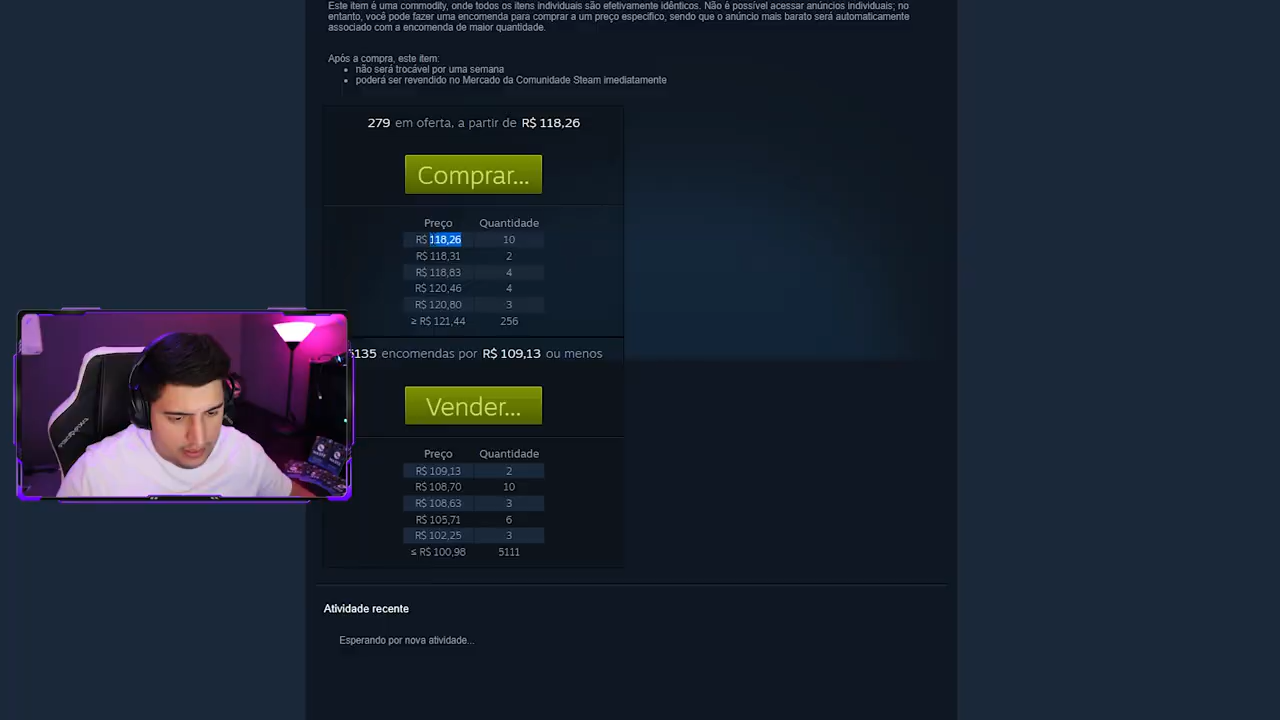 Este item é uma commodity, onde todos os itens individuais são efetivamente idênticos. Não é possível acessar anúncios individuais; no
entanto, você pode fazer uma encomenda para comprar a um preço específico, sendo que o anúncio mais barato será automaticamente
associado com a encomenda de maior quantidade.
Após a compra, este item:
não será trocável por uma semana
poderá ser revendido no Mercado da Comunidade Steam imediatamente
279 em oferta, a partir de R$ 118,26
Comprar...
Preço Quantidade
R$ 118,26 10
R$ 118,31 2
R$ 118,83 4
R$ 120,46 4
R$ 120,80 3
≥ R$ 121,44 256
5135 encomendas por R$ 109,13 ou menos
Vender...
Preço Quantidade
R$ 109,13 2
R$ 108,70 10
R$ 108,63 3
R$ 105,71 6
R$ 102,25 3
≤ R$ 100,98 5111
Atividade recente
Esperando por nova atividade...